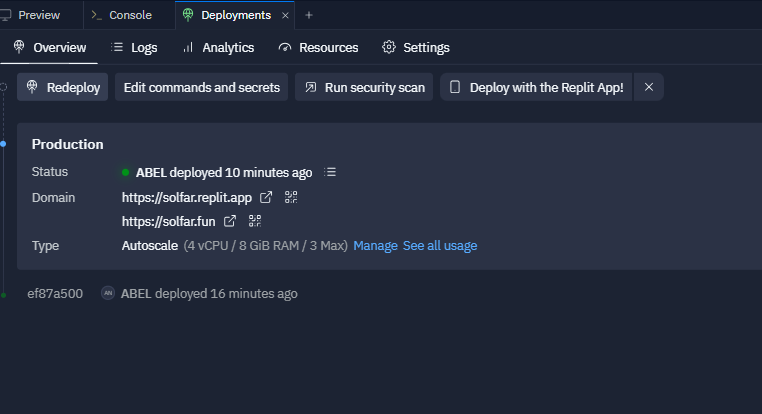 Preview Console Deployments
Overview Logs Analytics Resources Settings
Redeploy Edit commands and secrets Run security scan Deploy with the Replit App!
Production
Status ABEL deployed 10 minutes ago
Domain https://solfar.replit.app
https://solfar.fun
Type Autoscale (4 vCPU / 8 GiB RAM / 3 Max) Manage See all usage
ef87a500 AN ABEL deployed 16 minutes ago